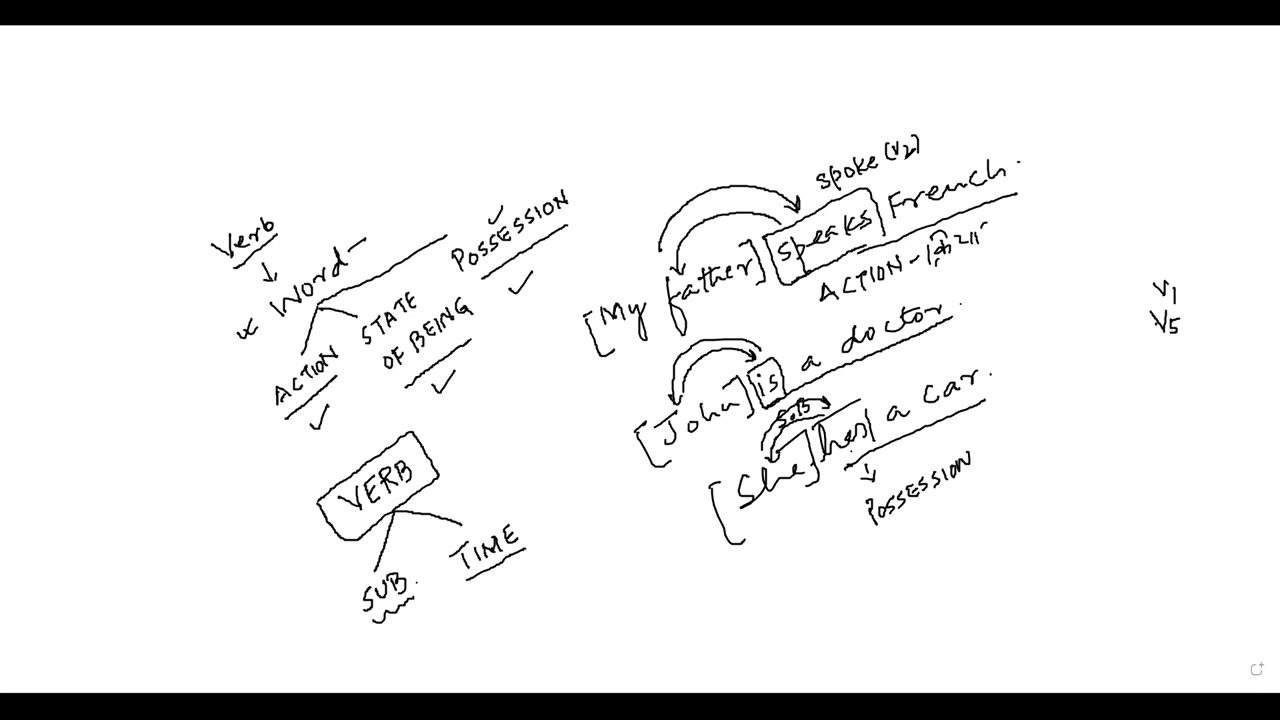 Verb
Word
ACTION
STATE
OF BEING
POSSESSION
VERB
SUB.
TIME
spoke (V2)
[My father] speaks French.
ACTION - क्रिया
[John] is a doctor.
SUB
[She] has a car.
POSSESSION
V1
V5